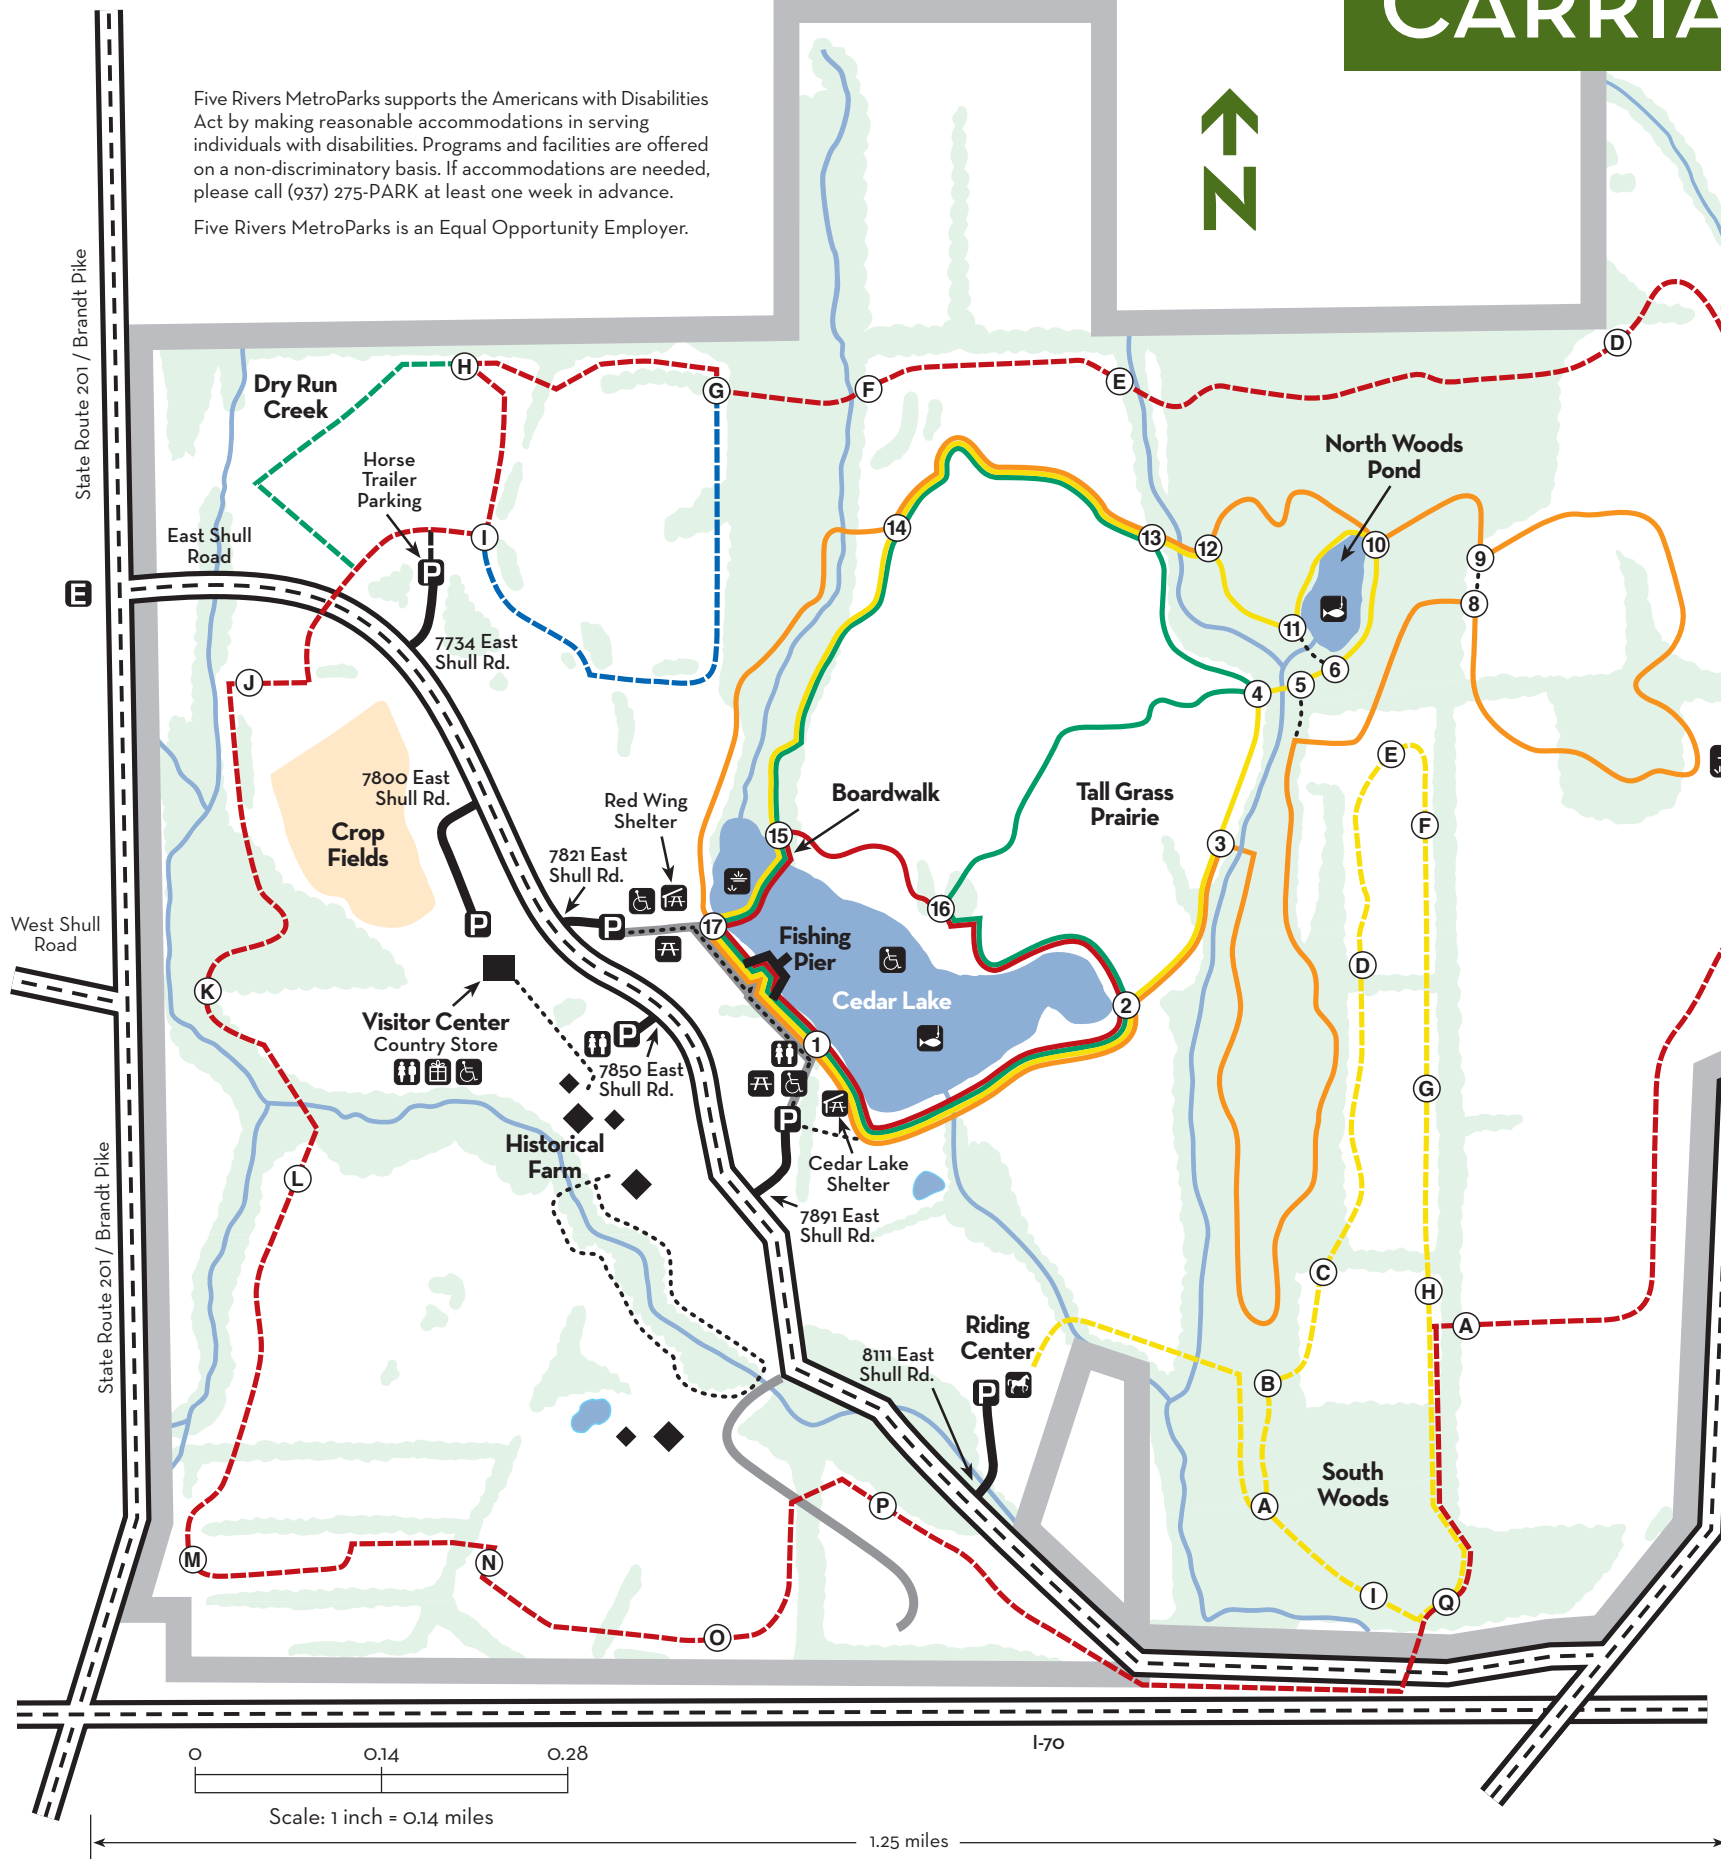 CARRIA
Five Rivers MetroParks supports the Americans with Disabilities
Act by making reasonable accommodations in serving
individuals with disabilities. Programs and facilities are offered
on a non-discriminatory basis. If accommodations are needed,
please call (937) 275-PARK at least one week in advance.
Five Rivers MetroParks is an Equal Opportunity Employer.
N
State Route 201 / Brandt Pike
D
H
Dry Run
Creek
G
F
E
Horse
Trailer
Parking
North Woods
Pond
East Shull
Road
I
14
13
12
10
9
E
P
8
11
7734 East
Shull Rd.
6
J
5
4
E
7800 East
Shull Rd.
Crop
Fields
Red Wing
Shelter
Boardwalk
Tall Grass
Prairie
F
15
3
7821 East
Shull Rd.
16
West Shull
Road
P
P
17
Fishing
Pier
D
K
Cedar Lake
2
Visitor Center
Country Store
P
1
7850 East
Shull Rd.
G
P
Historical
Farm
L
Cedar Lake
Shelter
7891 East
Shull Rd.
State Route 201 / Brandt Pike
C
H
A
Riding
Center
8111 East
Shull Rd.
P
B
South
Woods
A
P
M
N
I
Q
O
I-70
0
0.14
0.28
Scale: 1 inch = 0.14 miles
1.25 miles